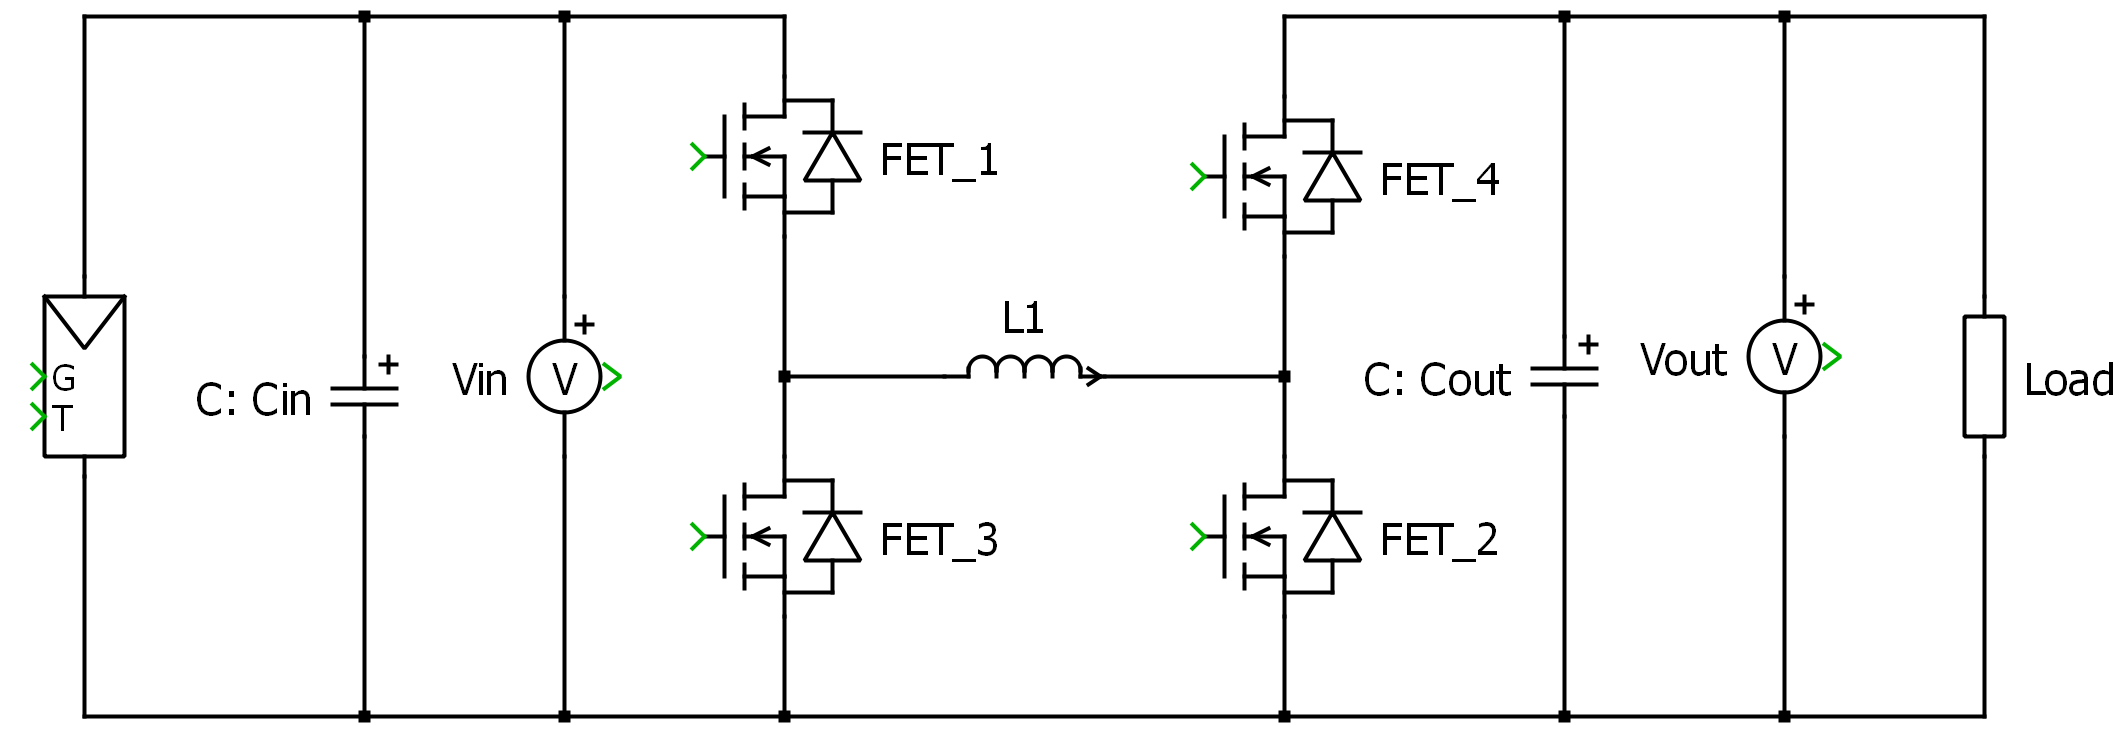 FET_1
FET_4
L1
+
+
+
+
G
T
C: Cin
Vin
V
C: Cout
Vout
V
Load
FET_3
FET_2